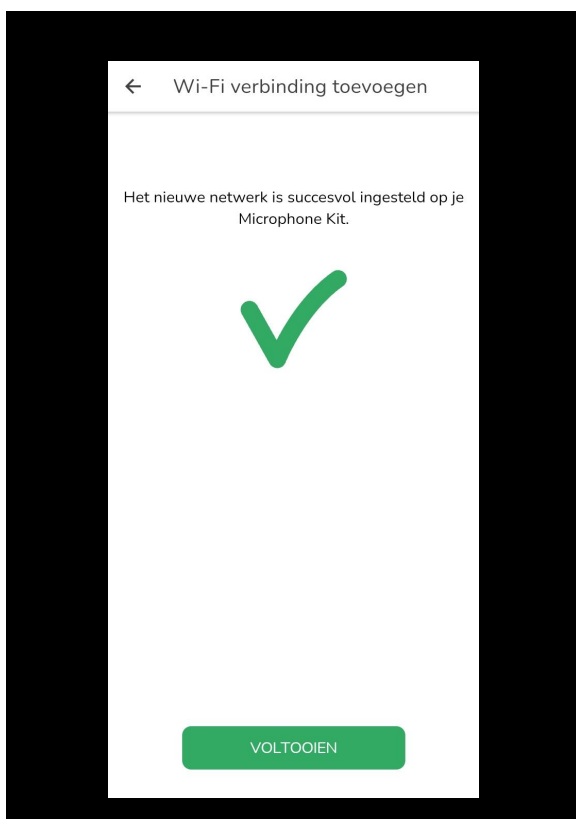 Wi-Fi verbinding toevoegen
Het nieuwe netwerk is succesvol ingesteld op je
Microphone Kit.
VOLTOOIEN